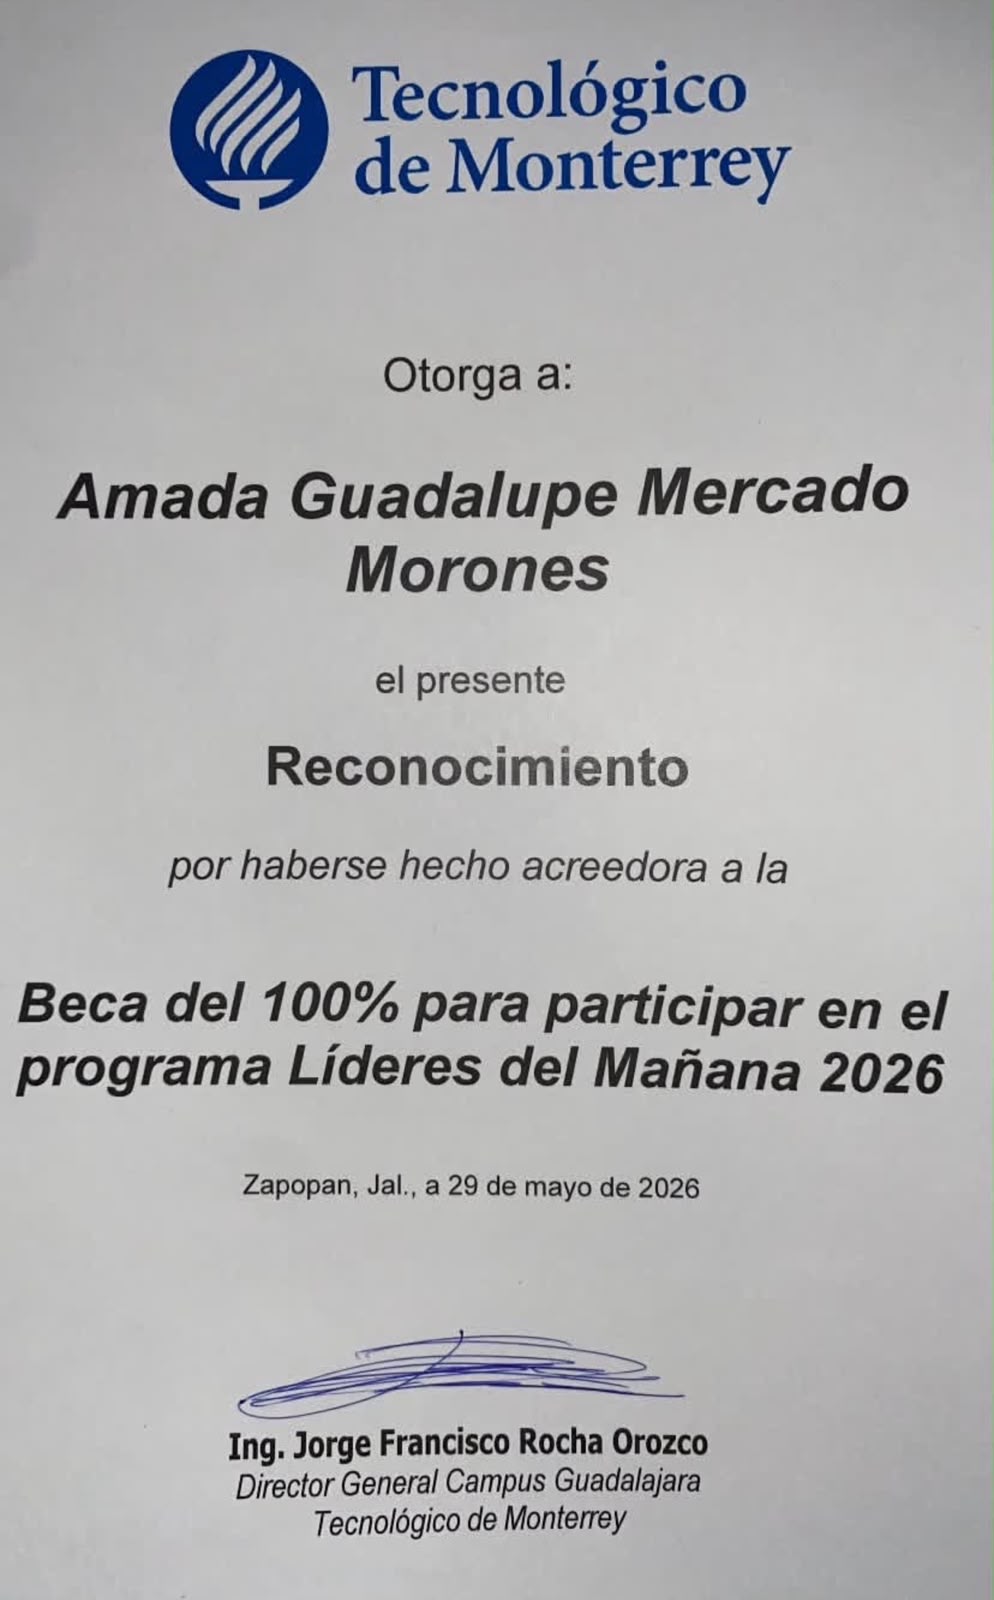 Tecnológico
de Monterrey
Otorga a:
Amada Guadalupe Mercado
Morones
el presente
Reconocimiento
por haberse hecho acreedora a la
Beca del 100% para participar en el
programa Líderes del Mañana 2026
Zapopan, Jal., a 29 de mayo de 2026
Ing. Jorge Francisco Rocha Orozco
Director General Campus Guadalajara
Tecnológico de Monterrey